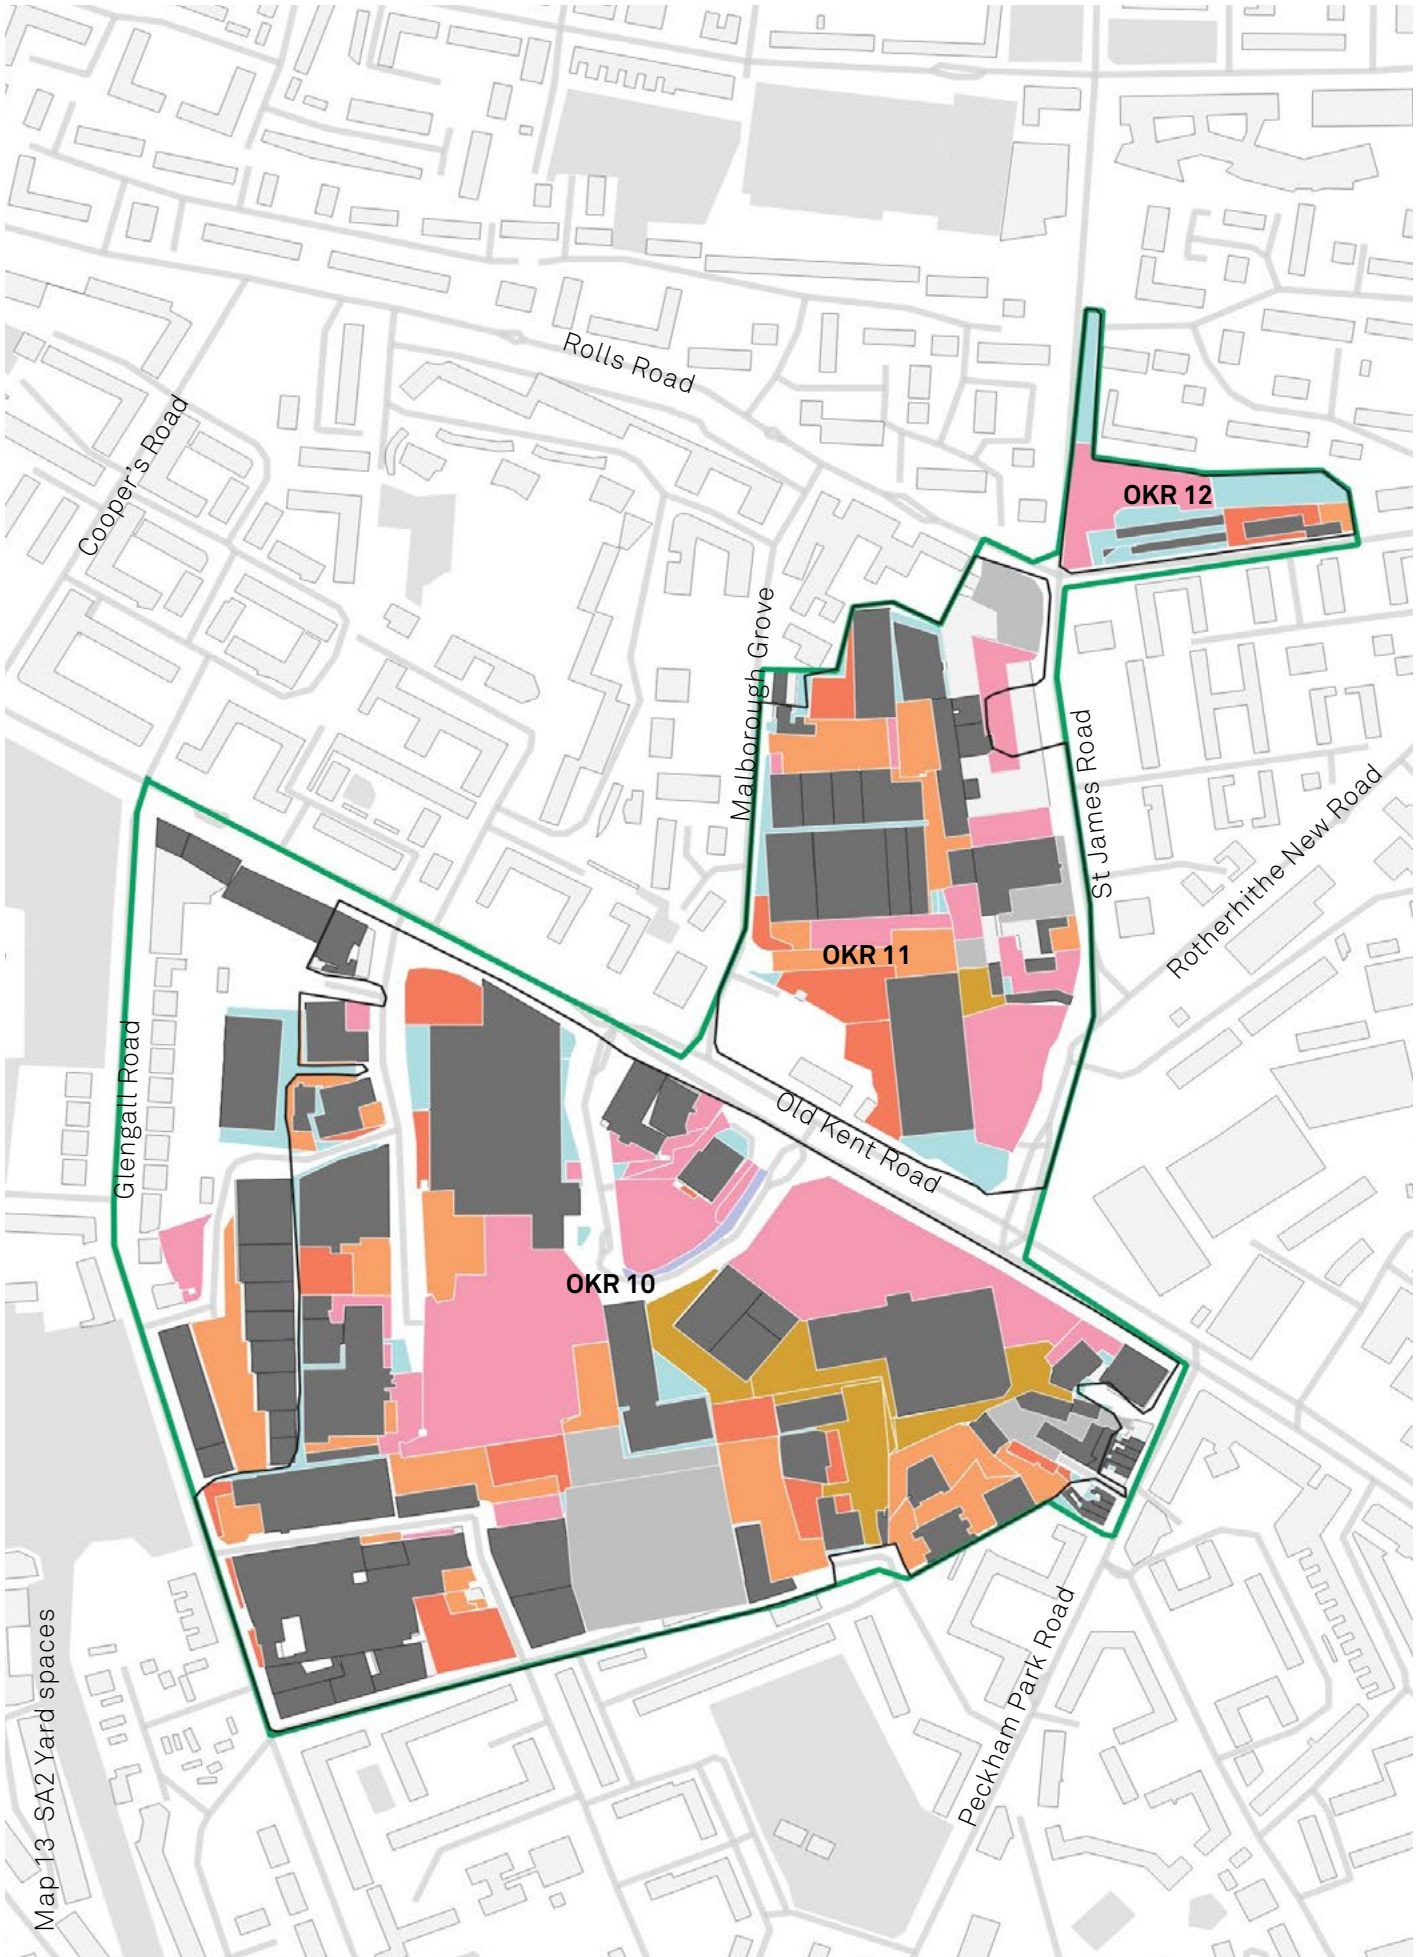 Rolls Road
Cooper's Road
OKR 12
Malborough Grove
St James Road
Rotherhithe New Road
OKR 11
Glengall Road
Old Kent Road
OKR 10
Peckham Park Road
Map 13 SA2 Yard spaces